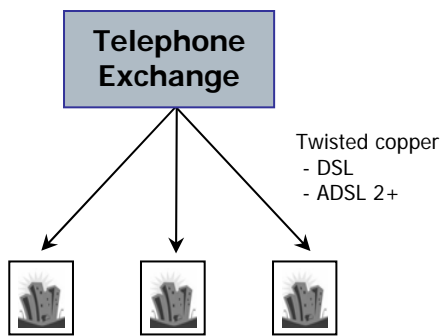 Telephone
Exchange
Twisted copper
- DSL
- ADSL 2+